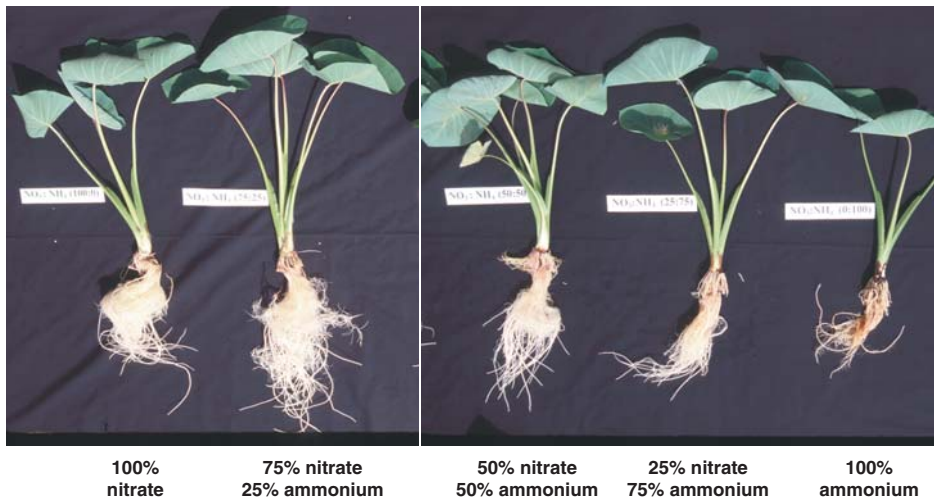 NO₃: NH₄ (100:0)
NO₃: NH₄ (75:25)
NO₃: NH₄ (50:50
NO₃:NH₄ (25:75)
NO₃:NH₄ (0:100)
100%
nitrate
75% nitrate
25% ammonium
50% nitrate
50% ammonium
25% nitrate
75% ammonium
100%
ammonium